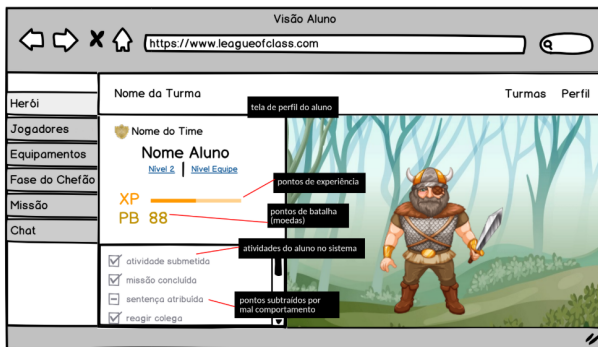 Visão Aluno
https://www.leagueofclass.com
Nome da Turma
Turmas Perfil
tela de perfil do aluno
Herói
Jogadores
Equipamentos
Fase do Chefão
Missão
Chat
Nome do Time
Nome Aluno
Nivel 2 | Nivel Equipe
pontos de experiência
XP
PB 88
pontos de batalha
(moedas)
atividades do aluno no sistema
atividade submetida
missão concluída
sentença atribuída
pontos subtraídos por
mal comportamento
reagir colega